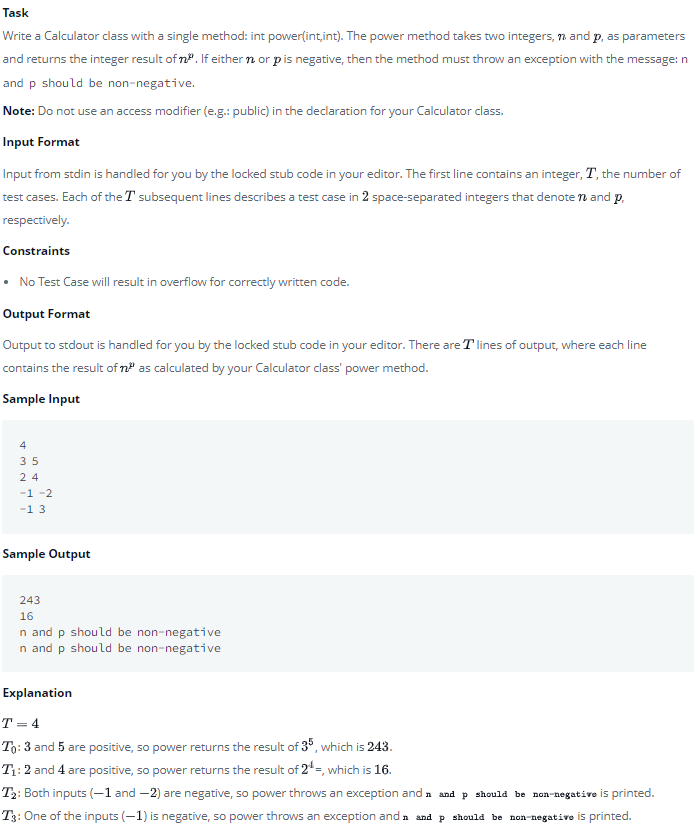 Task
Write a Calculator class with a single method: int power(int,int). The power method takes two integers, n and p, as parameters
and returns the integer result of n^p. If either n or p is negative, then the method must throw an exception with the message: n
and p should be non-negative.
Note: Do not use an access modifier (e.g.: public) in the declaration for your Calculator class.
Input Format
Input from stdin is handled for you by the locked stub code in your editor. The first line contains an integer, T, the number of
test cases. Each of the T subsequent lines describes a test case in 2 space-separated integers that denote n and p,
respectively.
Constraints
• No Test Case will result in overflow for correctly written code.
Output Format
Output to stdout is handled for you by the locked stub code in your editor. There are T lines of output, where each line
contains the result of n^p as calculated by your Calculator class' power method.
Sample Input
4
3 5
2 4
-1 -2
-1 3
Sample Output
243
16
n and p should be non-negative
n and p should be non-negative
Explanation
T = 4
T₀: 3 and 5 are positive, so power returns the result of 3⁵, which is 243.
T₁: 2 and 4 are positive, so power returns the result of 2⁴ =, which is 16.
T₂: Both inputs (−1 and −2) are negative, so power throws an exception and n and p should be non-negative is printed.
T₃: One of the inputs (−1) is negative, so power throws an exception and n and p should be non-negative is printed.